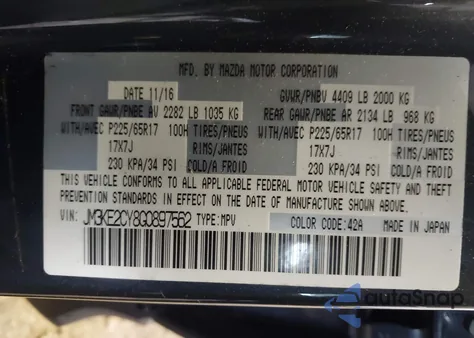 MFD. BY MAZDA MOTOR CORPORATION
DATE 11/16 GVWR/PNBV 4409 LB 2000 KG
FRONT GAWR/PNBE AV 2282 LB 1035 KG REAR GAWR/PNBE AR 2134 LB 968 KG
WITH/AVEC P225/65R17 100H TIRES/PNEUS WITH/AVEC P225/65R17 100H TIRES/PNEUS
17X7J RIMS/JANTES 17X7J RIMS/JANTES
230 KPA/34 PSI COLD/A FROID 230 KPA/34 PSI COLD/A FROID
THIS VEHICLE CONFORMS TO ALL APPLICABLE FEDERAL MOTOR VEHICLE SAFETY AND THEFT
PREVENTION STANDARDS IN EFFECT ON THE DATE OF MANUFACTURE SHOWN ABOVE.
VIN: JM3KE2CY8G0897562 TYPE:MPV COLOR CODE:42A MADE IN JAPAN
autoSnap